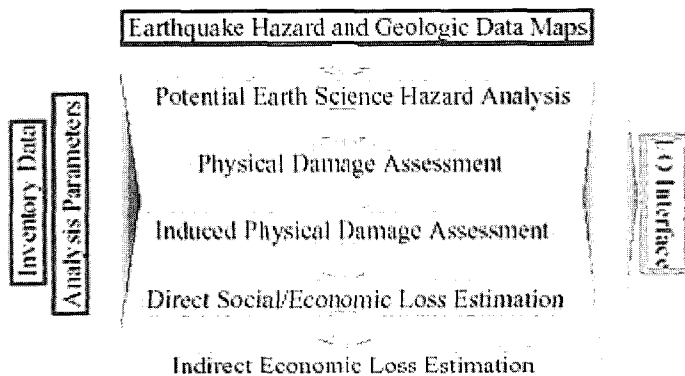 Earthquake Hazard and Geologic Data Maps
Potential Earth Science Hazard Analysis
Physical Damage Assessment
Induced Physical Damage Assessment
Direct Social/Economic Loss Estimation
Indirect Economic Loss Estimation
Inventory Data
Analysis Parameters
I/O Interface